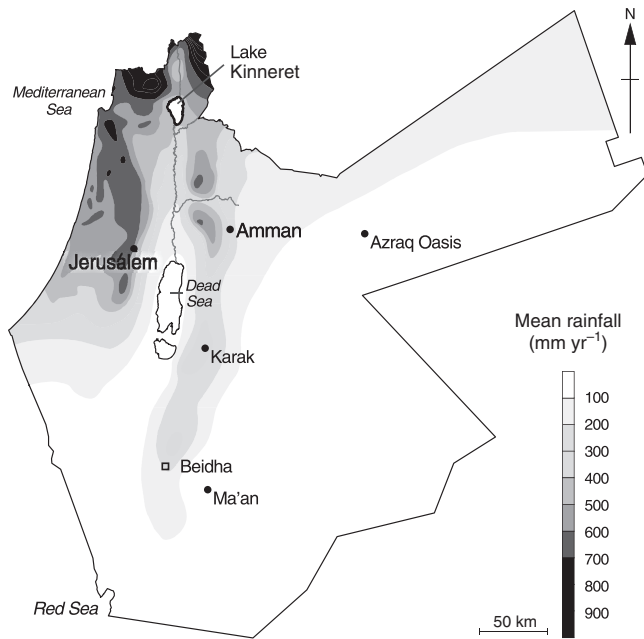 N
Lake
Kinneret
Mediterranean
Sea
Amman
Azraq Oasis
Jerusálem
Dead
Sea
Mean rainfall
(mm yr⁻¹)
Karak
100
200
300
400
500
600
700
800
900
Beidha
Ma'an
Red Sea
50 km